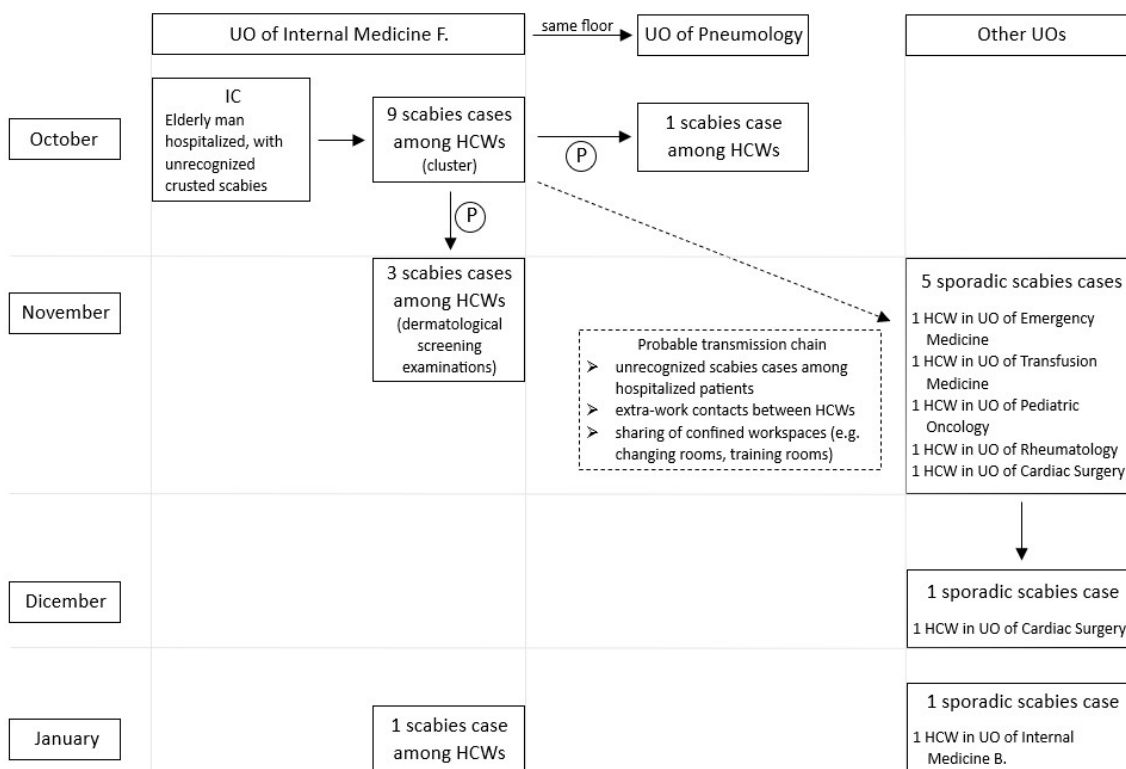 UO of Internal Medicine F.
same floor
UO of Pneumology
Other UOs
October
IC
Elderly man
hospitalized, with
unrecognized
crusted scabies
9 scabies cases
among HCWs
(cluster)
P
1 scabies case
among HCWs
P
November
3 scabies cases
among HCWs
(dermatological
screening
examinations)
Probable transmission chain
➢ unrecognized scabies cases among
hospitalized patients
➢ extra-work contacts between HCWs
➢ sharing of confined workspaces (e.g.
changing rooms, training rooms)
5 sporadic scabies cases
1 HCW in UO of Emergency
Medicine
1 HCW in UO of Transfusion
Medicine
1 HCW in UO of Pediatric
Oncology
1 HCW in UO of Rheumatology
1 HCW in UO of Cardiac Surgery
Dicember
1 sporadic scabies case
1 HCW in UO of Cardiac Surgery
January
1 scabies case
among HCWs
1 sporadic scabies case
1 HCW in UO of Internal
Medicine B.